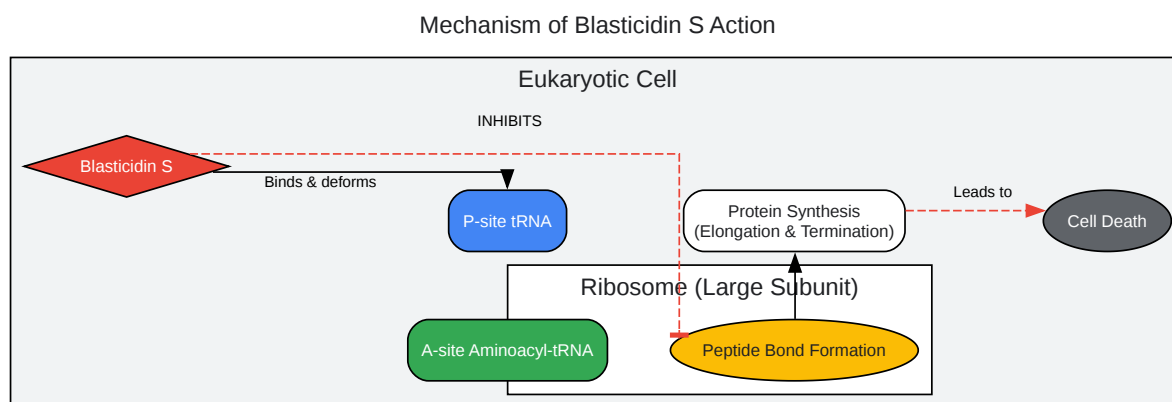 Mechanism of Blasticidin S Action
Eukaryotic Cell
INHIBITS
Blasticidin S
Binds & deforms
P-site tRNA
Protein Synthesis
(Elongation & Termination)
Leads to
Cell Death
Ribosome (Large Subunit)
A-site Aminoacyl-tRNA
Peptide Bond Formation